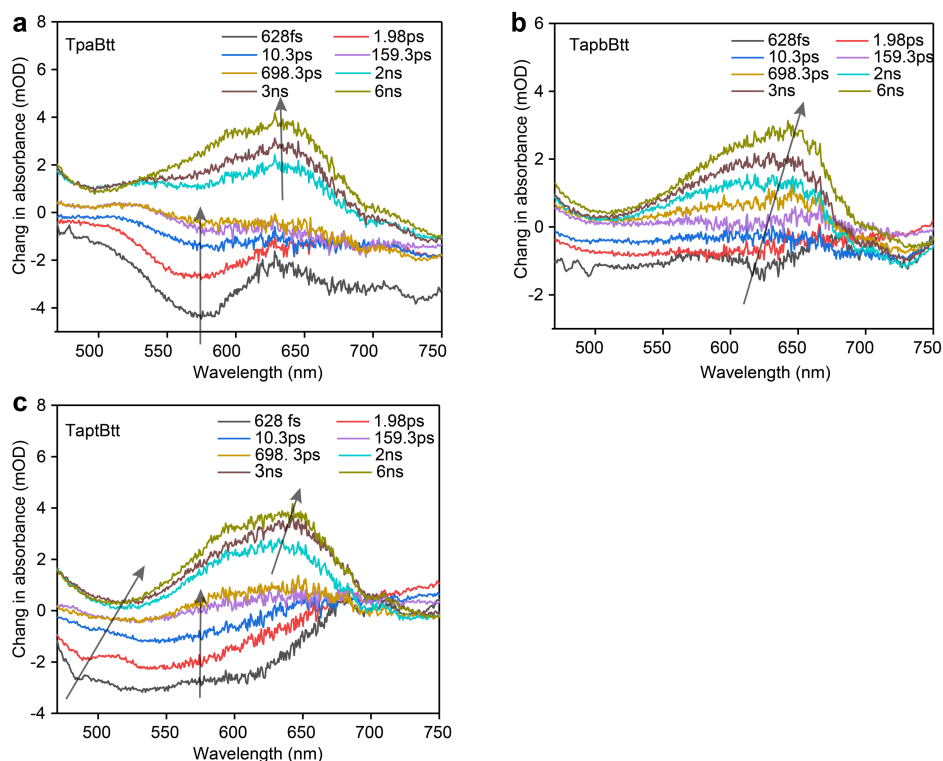 a
TpaBtt
628fs 1.98ps
10.3ps 159.3ps
698.3ps 2ns
3ns 6ns
8
6
4
2
0
-2
-4
Chang in absorbance (mOD)
500 550 600 650 700 750
Wavelength (nm)
b
TapbBtt
628fs 1.98ps
10.3ps 159.3ps
698.3ps 2ns
3ns 6ns
6
4
2
0
-2
Chang in absorbance (mOD)
500 550 600 650 700 750
Wavelength (nm)
c
TaptBtt
628 fs 1.98ps
10.3ps 159.3ps
698. 3ps 2ns
3ns 6ns
8
6
4
2
0
-2
-4
Chang in absorbance (mOD)
500 550 600 650 700 750
Wavelength (nm)